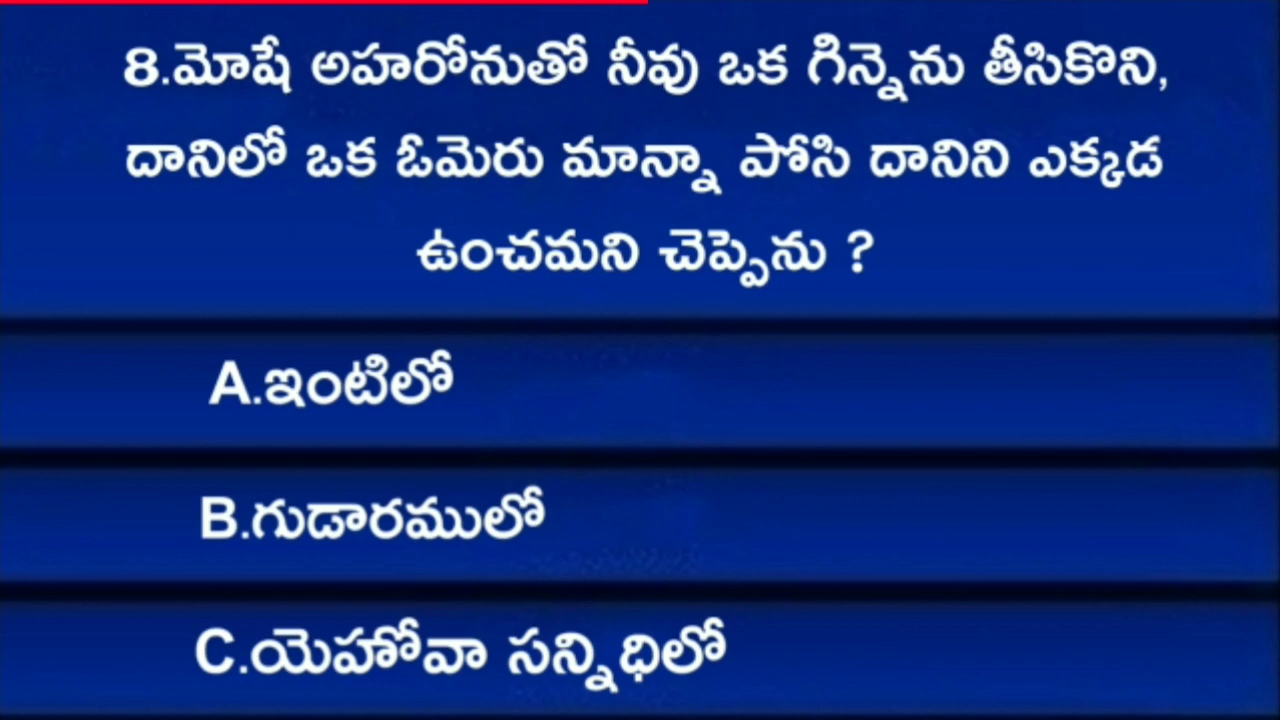 8.మోషే అహరోనుతో నీవు ఒక గిన్నెను తీసికొని,
దానిలో ఒక ఓమెరు మాన్నా పోసి దానిని ఎక్కడ
ఉంచమని చెప్పెను ?
A.ఇంటిలో
B.గుడారములో
C.యెహోవా సన్నిధిలో